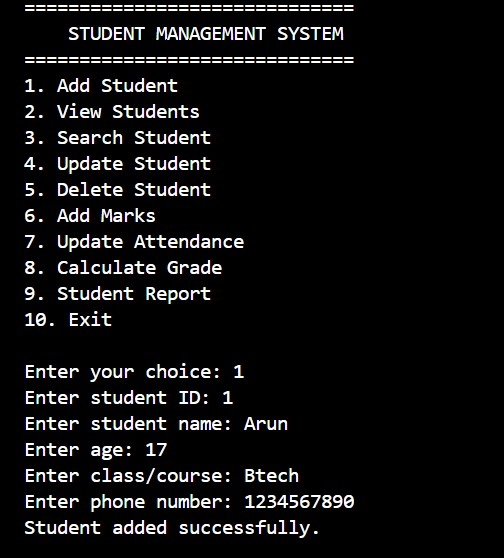 ==============================
STUDENT MANAGEMENT SYSTEM
==============================
1. Add Student
2. View Students
3. Search Student
4. Update Student
5. Delete Student
6. Add Marks
7. Update Attendance
8. Calculate Grade
9. Student Report
10. Exit
Enter your choice: 1
Enter student ID: 1
Enter student name: Arun
Enter age: 17
Enter class/course: Btech
Enter phone number: 1234567890
Student added successfully.